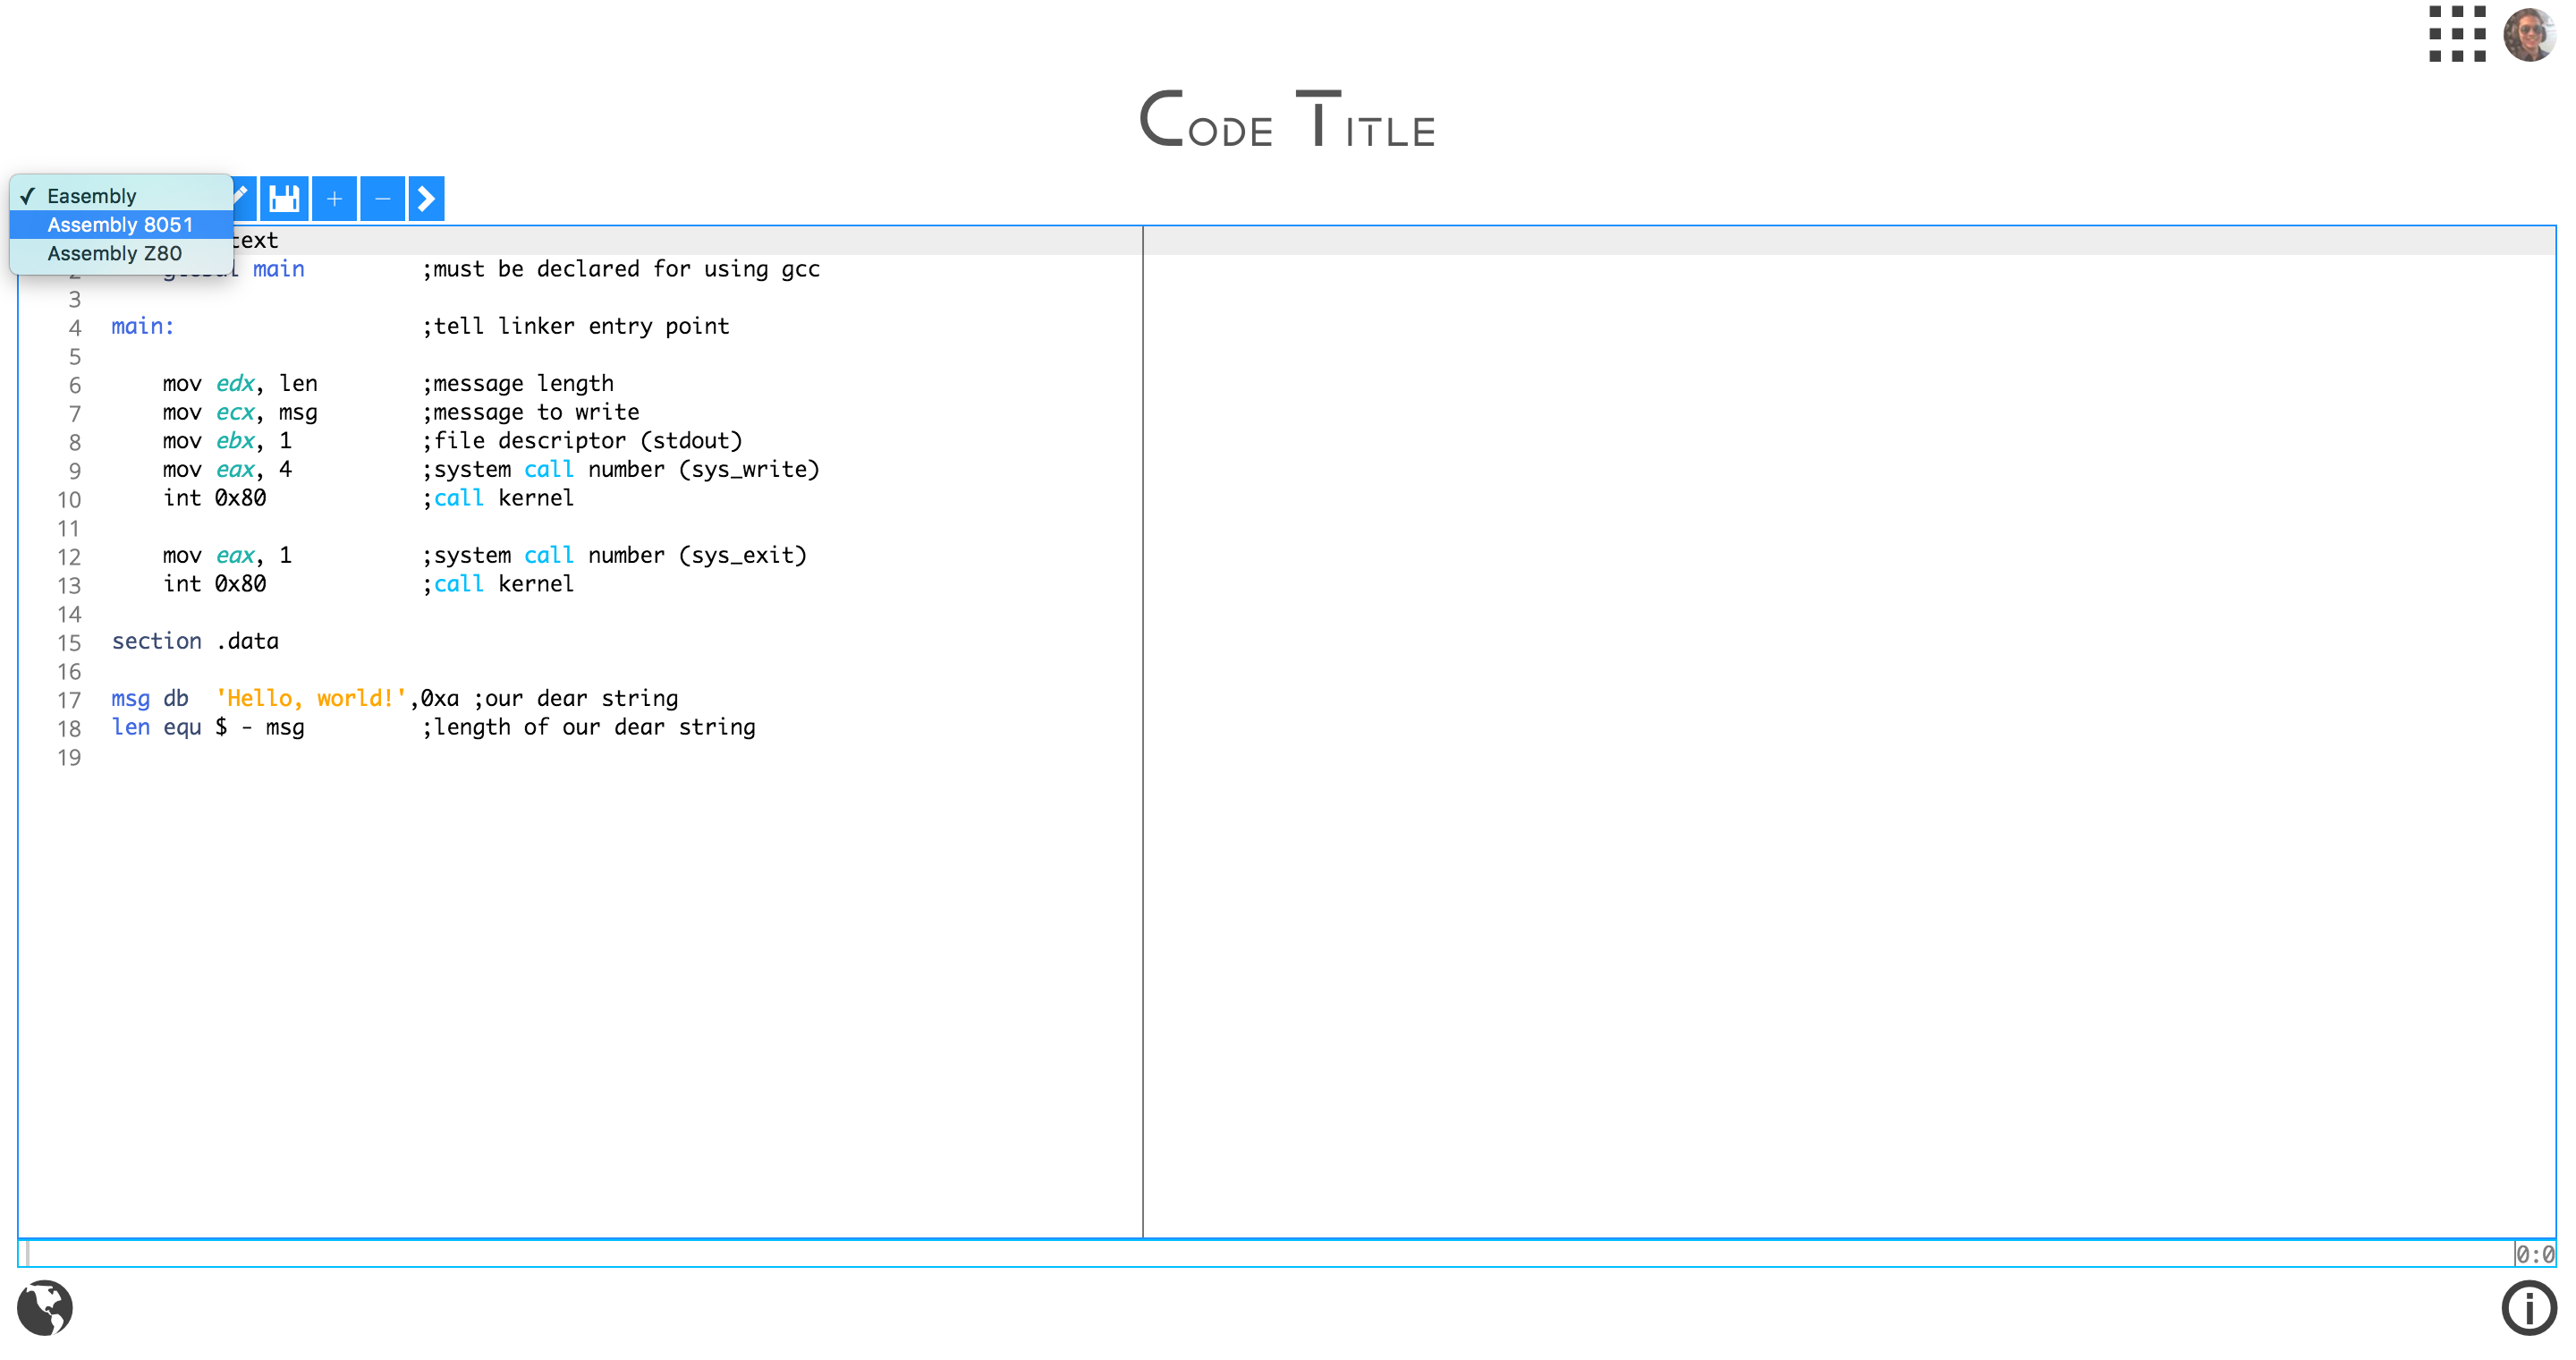 Code Title
✓ Easembly
Assembly 8051
Assembly Z80
+ −
text
main ;must be declared for using gcc
3
4 main: ;tell linker entry point
5
6 mov edx, len ;message length
7 mov ecx, msg ;message to write
8 mov ebx, 1 ;file descriptor (stdout)
9 mov eax, 4 ;system call number (sys_write)
10 int 0x80 ;call kernel
11
12 mov eax, 1 ;system call number (sys_exit)
13 int 0x80 ;call kernel
14
15 section .data
16
17 msg db 'Hello, world!',0xa ;our dear string
18 len equ $ - msg ;length of our dear string
19
0:0